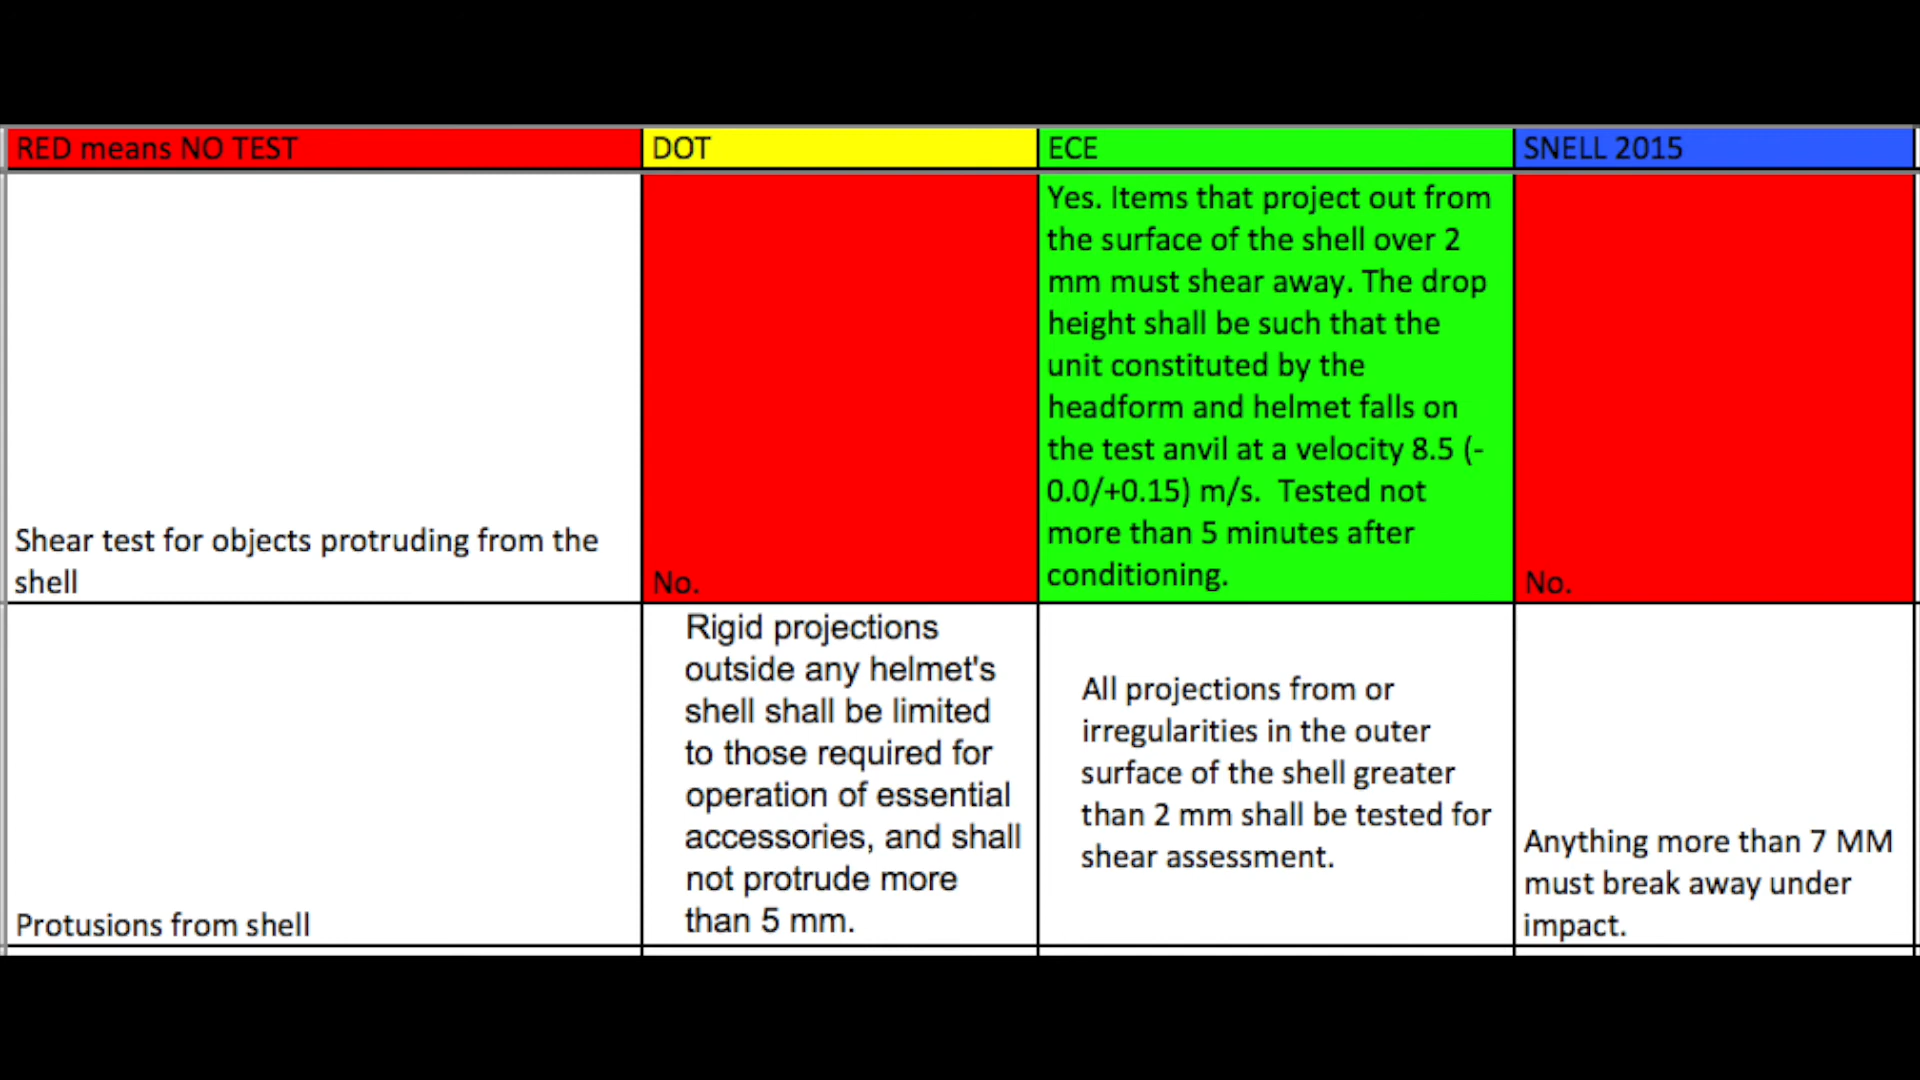 RED means NO TEST
DOT
ECE
SNELL 2015
Shear test for objects protruding from the
shell
No.
Yes. Items that project out from
the surface of the shell over 2
mm must shear away. The drop
height shall be such that the
unit constituted by the
headform and helmet falls on
the test anvil at a velocity 8.5 (-
0.0/+0.15) m/s.  Tested not
more than 5 minutes after
conditioning.
No.
Protusions from shell
Rigid projections
outside any helmet's
shell shall be limited
to those required for
operation of essential
accessories, and shall
not protrude more
than 5 mm.
All projections from or
irregularities in the outer
surface of the shell greater
than 2 mm shall be tested for
shear assessment.
Anything more than 7 MM
must break away under
impact.